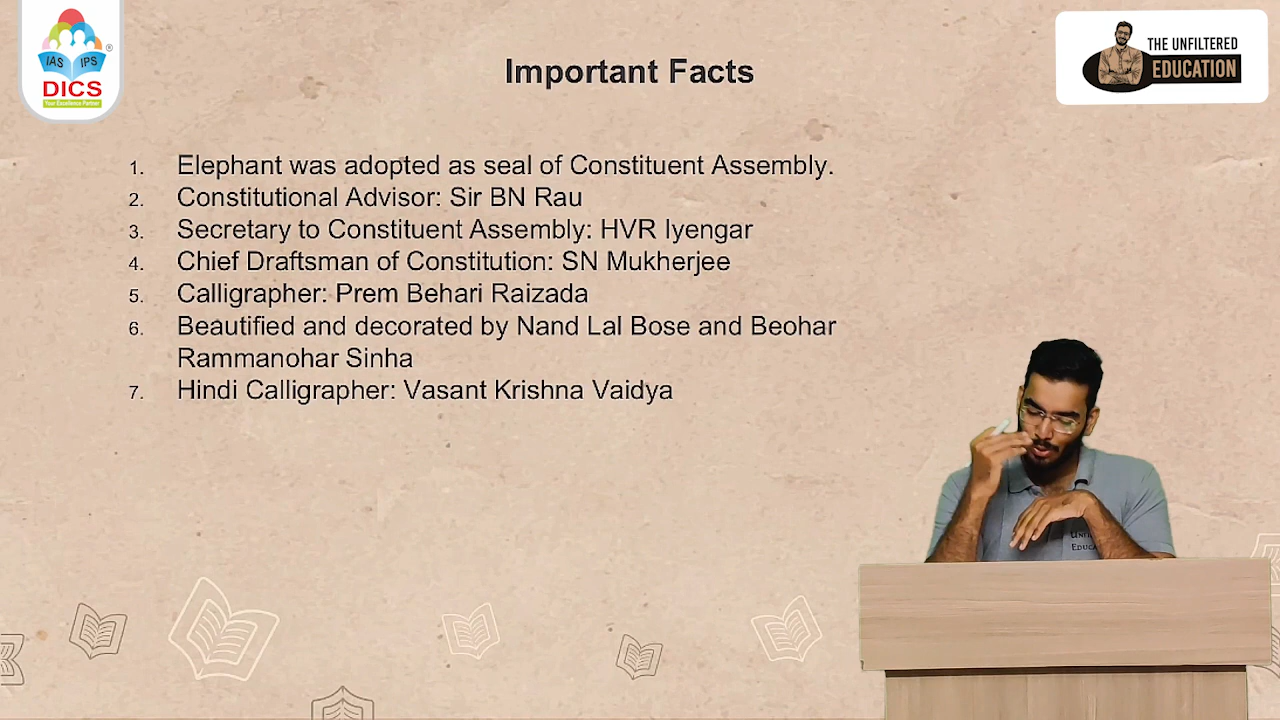 IAS IPS
DICS
Your Excellence Partner
THE UNFILTERED
EDUCATION
Important Facts
1. Elephant was adopted as seal of Constituent Assembly.
2. Constitutional Advisor: Sir BN Rau
3. Secretary to Constituent Assembly: HVR Iyengar
4. Chief Draftsman of Constitution: SN Mukherjee
5. Calligrapher: Prem Behari Raizada
6. Beautified and decorated by Nand Lal Bose and Beohar
Rammanohar Sinha
7. Hindi Calligrapher: Vasant Krishna Vaidya